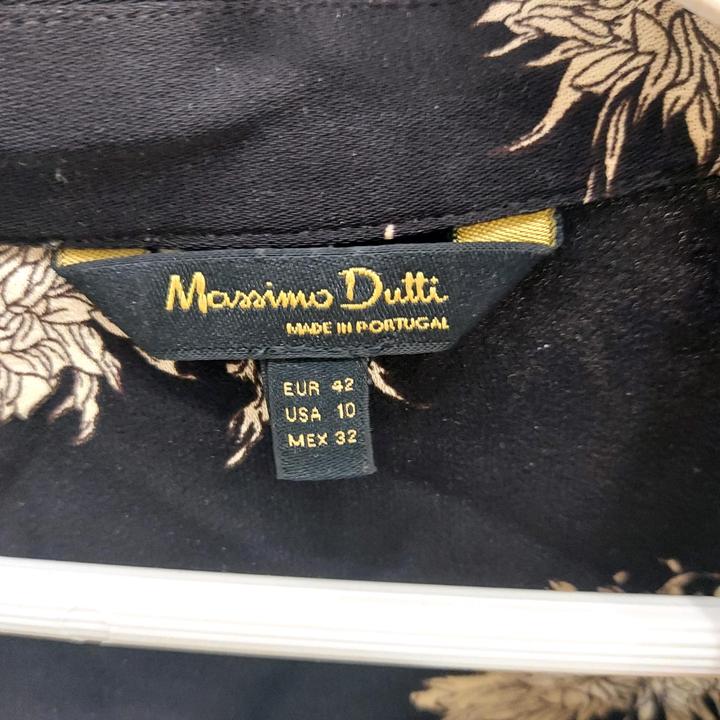 Massimo Dutti
MADE IN PORTUGAL
EUR 42
USA 10
MEX 32